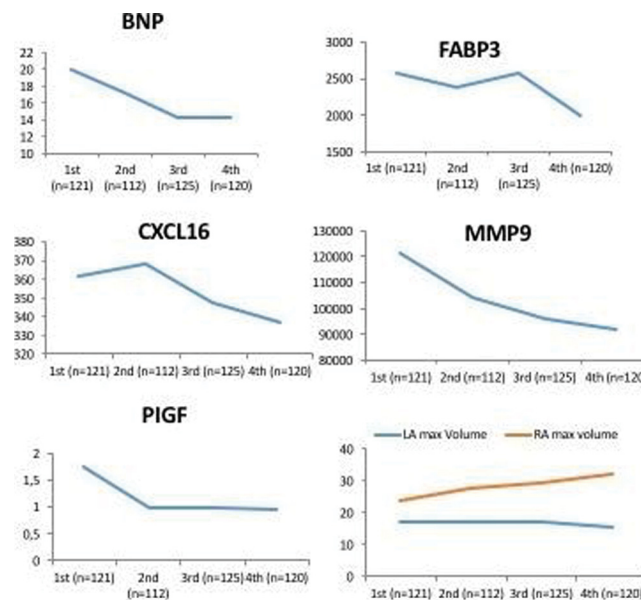 BNP
22
20
18
16
14
12
10
1st
(n=121)
2nd
(n=112)
3rd
(n=125)
4th
(n=120)
FABP3
3000
2500
2000
1500
1st (n=121)
2nd
(n=112)
3rd
(n=125)
4th (n=120)
CXCL16
380
370
360
350
340
330
320
1st (n=121) 2nd (n=112) 3rd (n=125) 4th (n=120)
MMP9
130000
120000
110000
100000
90000
80000
1st (n=121) 2nd (n=112) 3rd (n=125) 4th (n=120
PIGF
2
1,5
1
0,5
0
1st (n=121)
2nd
(n=112)
3rd (n=125) 4th (n=120)
LA max Volume RA max volume
40
30
20
10
0
1st (n=121) 2nd (n=112) 3rd (n=125) 4th (n=120